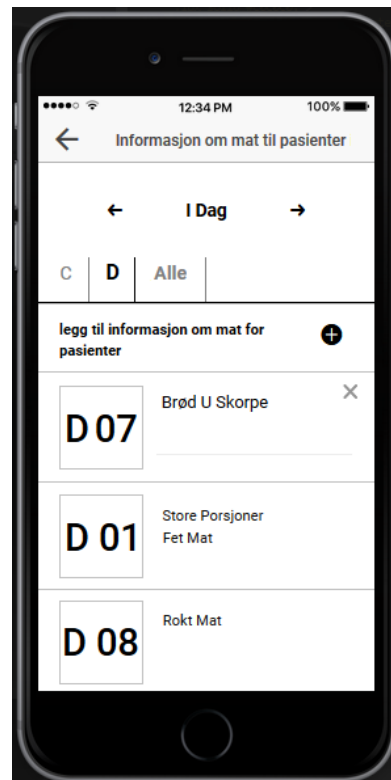 12:34 PM 100%
Informasjon om mat til pasienter
← I Dag →
C D Alle
legg til informasjon om mat for
pasienter
D 07
Brød U Skorpe
D 01
Store Porsjoner
Fet Mat
D 08
Rokt Mat